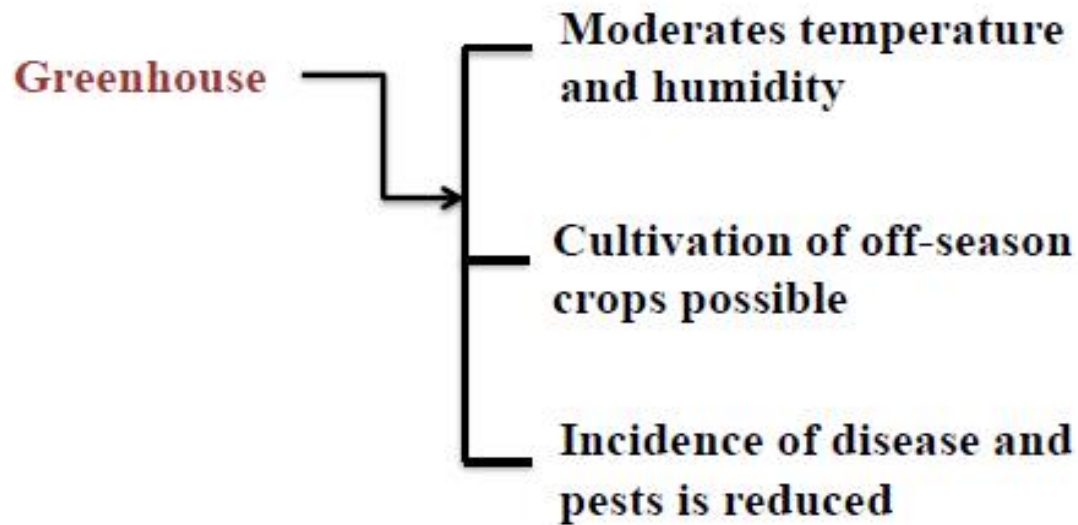 Greenhouse
Moderates temperature
and humidity
Cultivation of off-season
crops possible
Incidence of disease and
pests is reduced